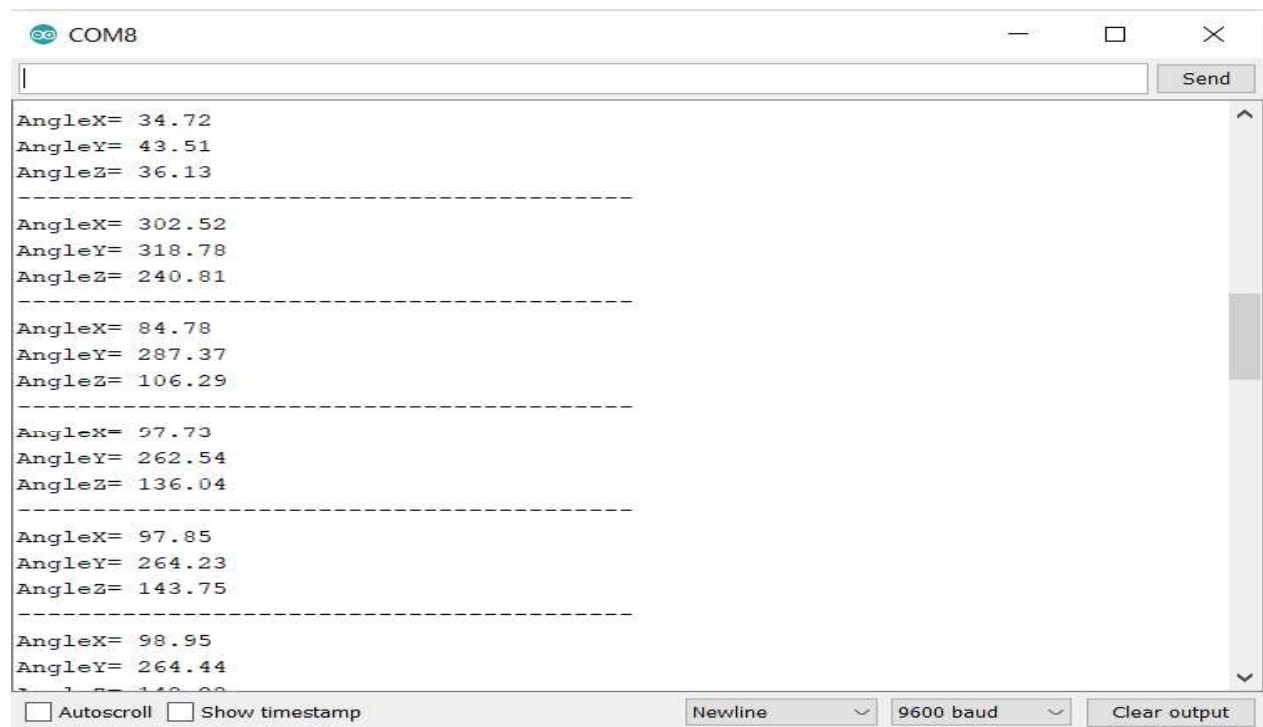 COM8
Send
AngleX= 34.72
AngleY= 43.51
AngleZ= 36.13
-----------------------------------------
AngleX= 302.52
AngleY= 318.78
AngleZ= 240.81
-----------------------------------------
AngleX= 84.78
AngleY= 287.37
AngleZ= 106.29
-----------------------------------------
AngleX= 97.73
AngleY= 262.54
AngleZ= 136.04
-----------------------------------------
AngleX= 97.85
AngleY= 264.23
AngleZ= 143.75
-----------------------------------------
AngleX= 98.95
AngleY= 264.44
Autoscroll Show timestamp Newline 9600 baud Clear output